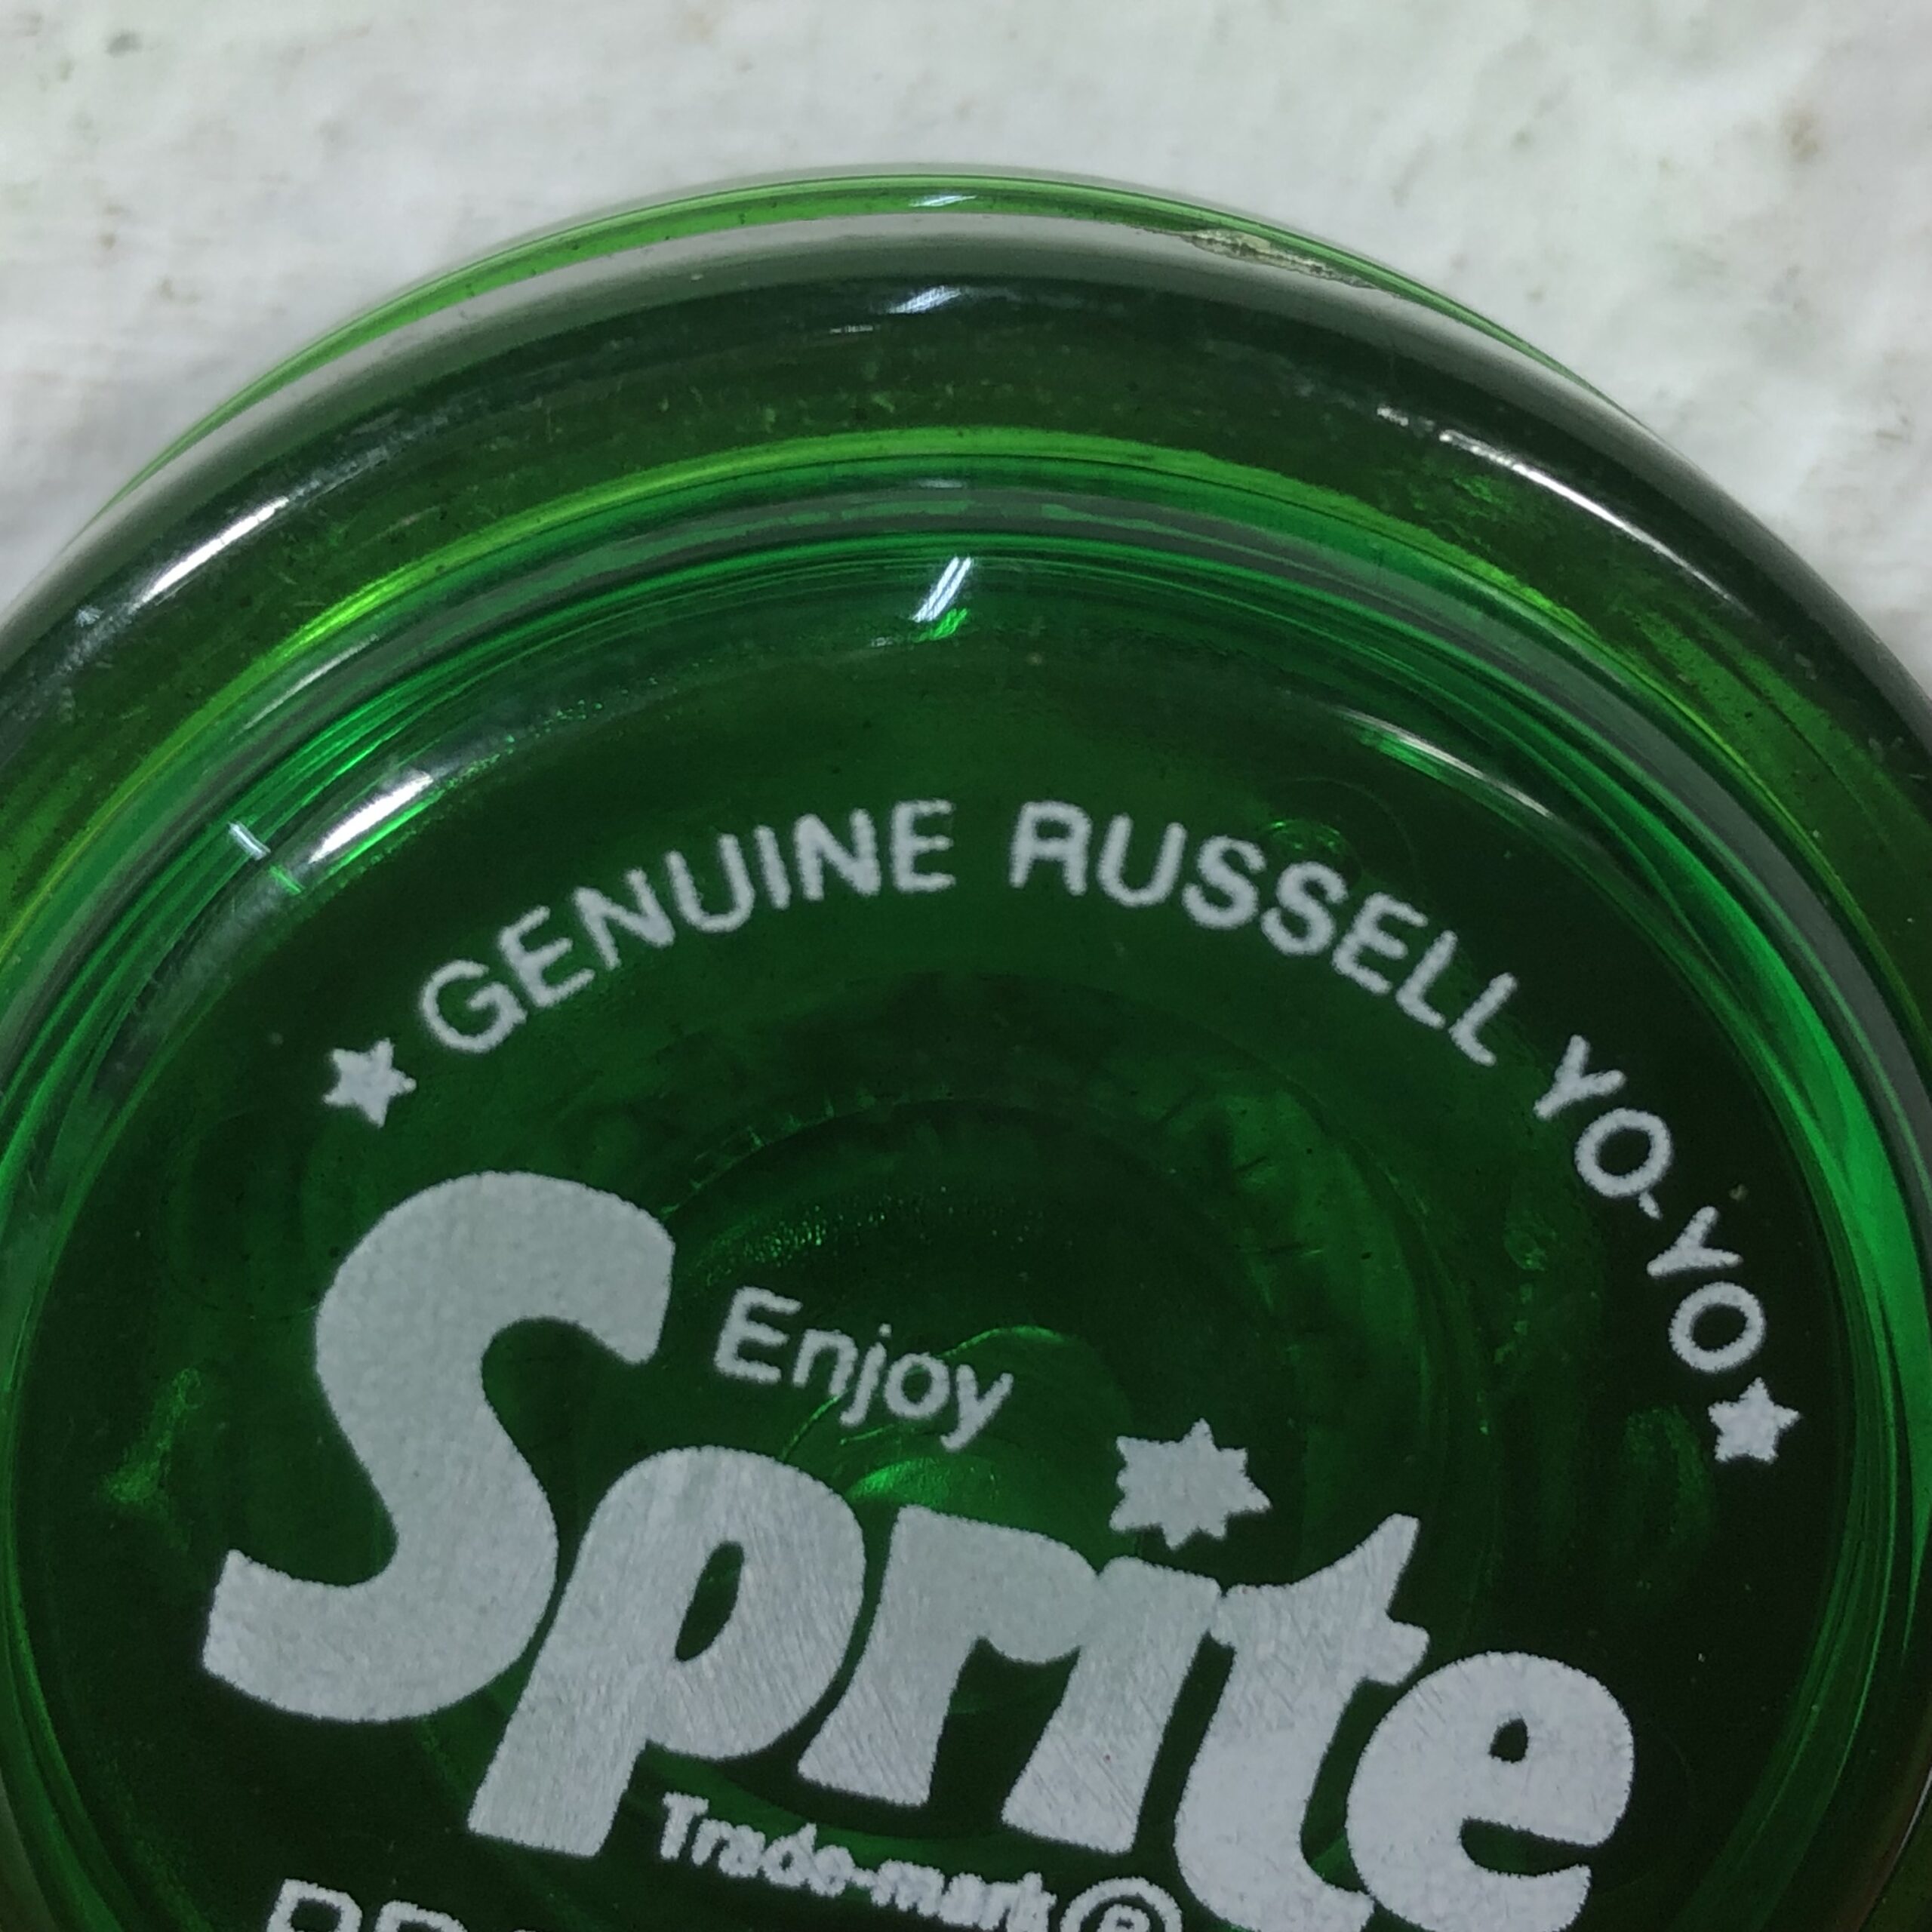 ★ GENUINE RUSSELL YO-YO ★
Enjoy
Sprite
Trade-mark ®